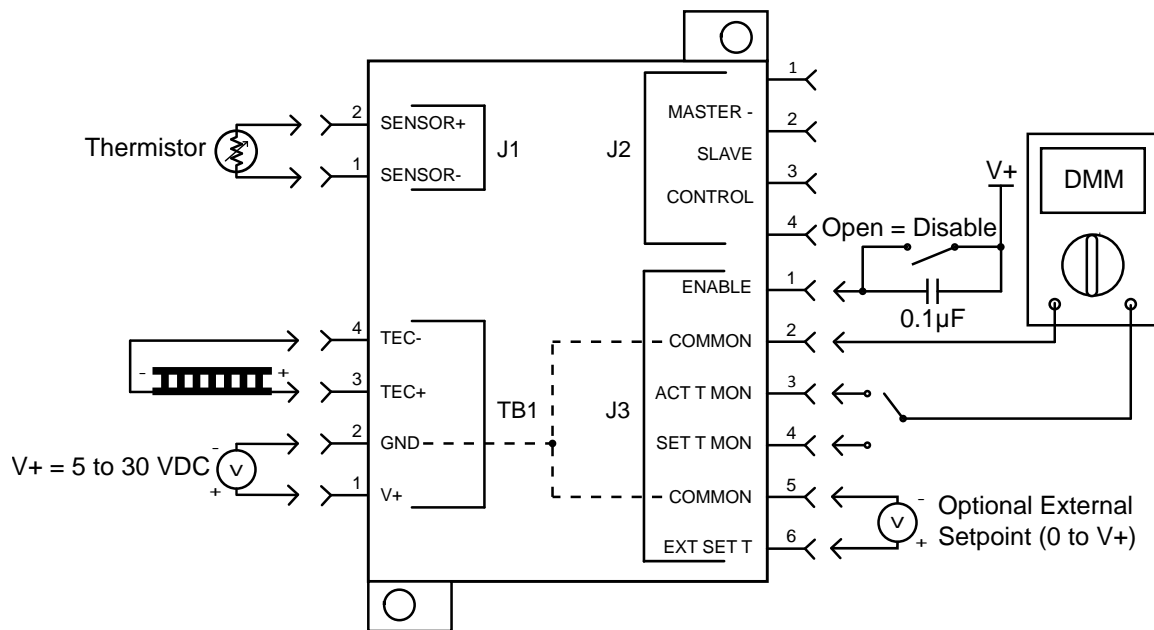 Thermistor
2
1
SENSOR+
SENSOR-
J1
J2
MASTER -
SLAVE
CONTROL
1
2
3
4
V+
DMM
Open = Disable
0.1µF
4
3
2
1
TEC-
TEC+
GND
V+
TB1
-
+
-
V
+
V+ = 5 to 30 VDC
J3
ENABLE
COMMON
ACT T MON
SET T MON
COMMON
EXT SET T
1
2
3
4
5
6
-
V
+
Optional External
Setpoint (0 to V+)